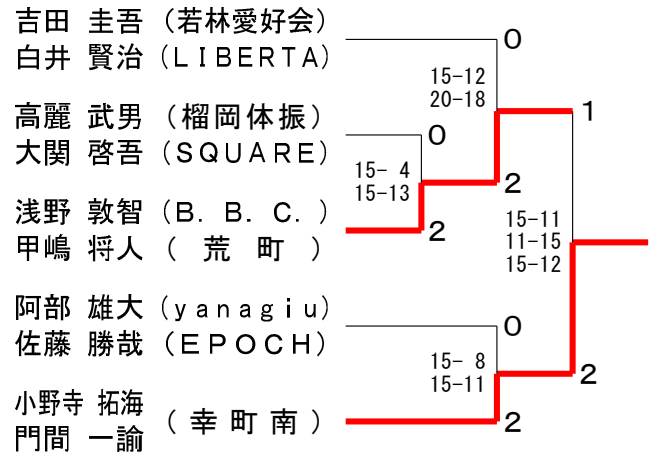 吉田 圭吾（若林愛好会）
白井 賢治（ＬＩＢＥＲＴＡ）
0
15-12
20-18
1
高麗 武男（榴岡体振）
大関 啓吾（ＳＱＵＡＲＥ）
0
15- 4
15-13
2
浅野 敦智（Ｂ．Ｂ．Ｃ．）
甲嶋 将人（ 荒 町 ）
2
15-11
11-15
15-12
阿部 雄大（ｙａｎａｇｉｕ）
佐藤 勝哉（ＥＰＯＣＨ）
0
15- 8
15-11
2
小野寺 拓海
門間 一諭
（ 幸 町 南 ）
2